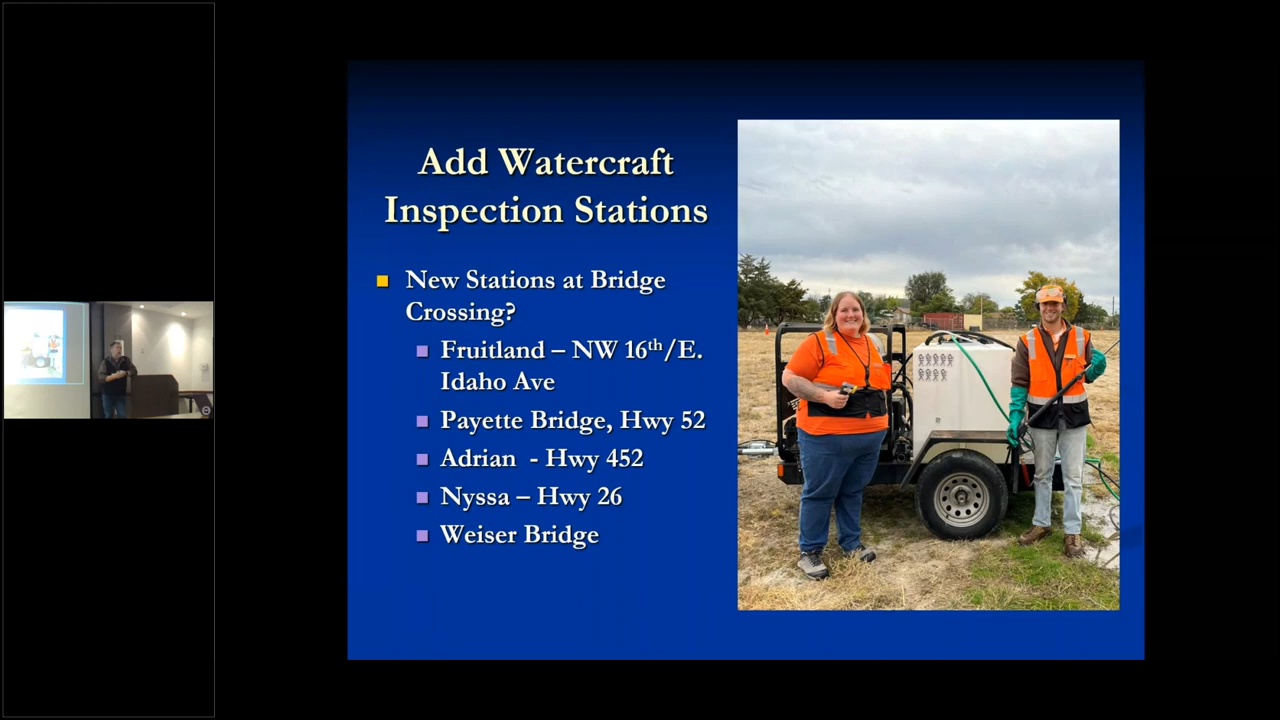 Add Watercraft
Inspection Stations
New Stations at Bridge
Crossing?
Fruitland – NW 16th/E.
Idaho Ave
Payette Bridge, Hwy 52
Adrian - Hwy 452
Nyssa – Hwy 26
Weiser Bridge